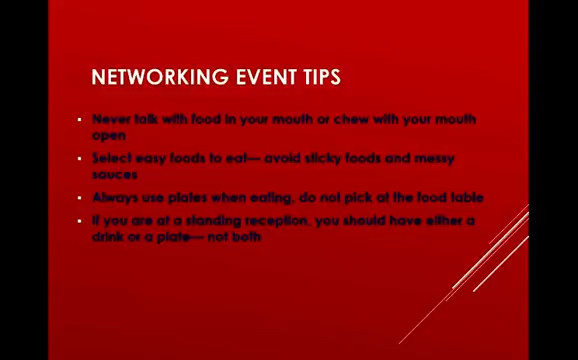 NETWORKING EVENT TIPS
▪ Never talk with food in your mouth or chew with your mouth
open
▪ Select easy foods to eat— avoid sticky foods and messy
sauces
▪ Always use plates when eating, do not pick at the food table
▪ If you are at a standing reception, you should have either a
drink or a plate— not both